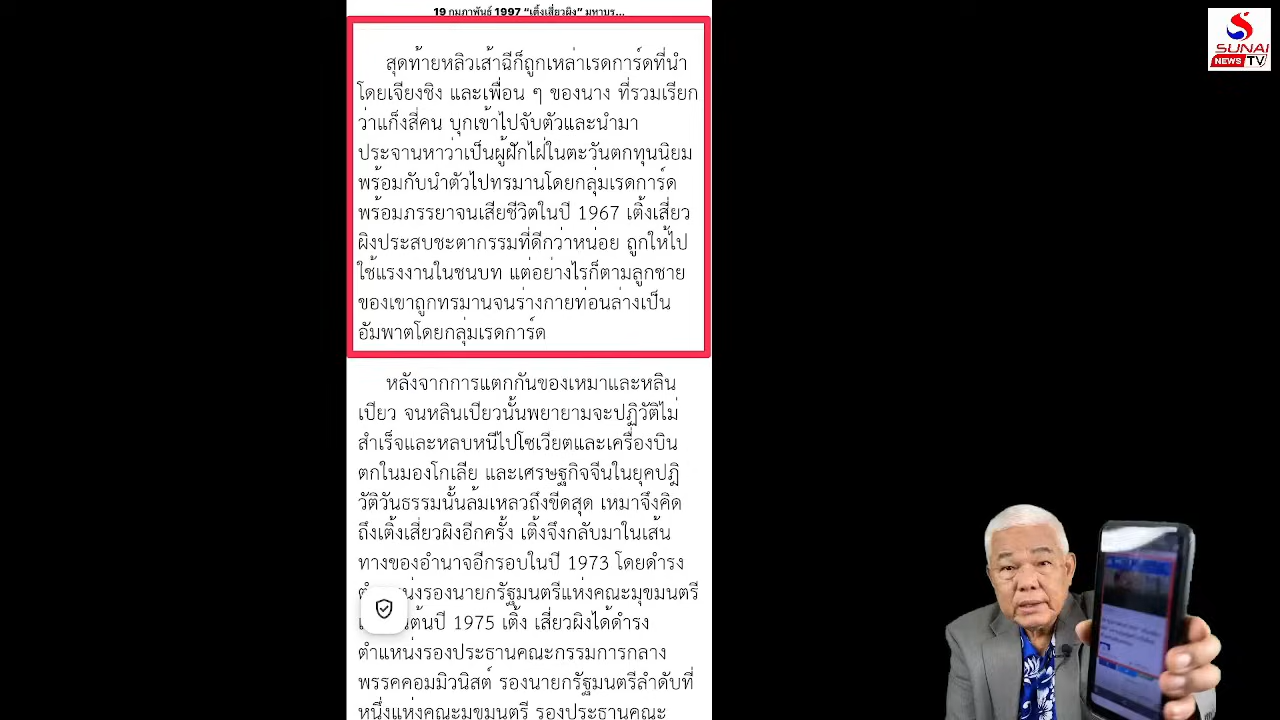 19 กุมภาพันธ์ 1997 “เติ้งเสี่ยวผิง” มหาบุร...
SUNAI
NEWS TV
สุดท้ายหลิวเส้าฉีก็ถูกเหล่าเรดการ์ดที่นำ
โดยเจียงชิง และเพื่อน ๆ ของนาง ที่รวมเรียก
ว่าแก็งสี่คน บุกเข้าไปจับตัวและนำมา
ประจานหาว่าเป็นผู้ฝักไฝ่ในตะวันตกทุนนิยม
พร้อมกับนำตัวไปทรมานโดยกลุ่มเรดการ์ด
พร้อมภรรยาจนเสียชีวิตในปี 1967 เติ้งเสี่ยว
ผิงประสบชะตากรรมที่ดีกว่าหน่อย ถูกให้ไป
ใช้แรงงานในชนบท แต่อย่างไรก็ตามลูกชาย
ของเขาถูกทรมานจนร่างกายท่อนล่างเป็น
อัมพาตโดยกลุ่มเรดการ์ด
หลังจากการแตกกันของเหมาและหลิน
เปียว จนหลินเปียวนั้นพยายามจะปฏิวัติไม่
สำเร็จและหลบหนีไปโซเวียตและเครื่องบิน
ตกในมองโกเลีย และเศรษฐกิจจีนในยุคปฏิ
วัติวันธรรมนั้นล้มเหลวถึงขีดสุด เหมาจึงคิด
ถึงเติ้งเสี่ยวผิงอีกครั้ง เติ้งจึงกลับมาในเส้น
ทางของอำนาจอีกรอบในปี 1973 โดยดำรง
น่งรองนายกรัฐมนตรีแห่งคณะมุขมนตรี
ต้นปี 1975 เติ้ง เสี่ยวผิงได้ดำรง
ตำแหน่งรองประธานคณะกรรมการกลาง
พรรคคอมมิวนิสต์ รองนายกรัฐมนตรีลำดับที่
หนึ่งแห่งคณะมุขมนตรี รองประธานคณะ